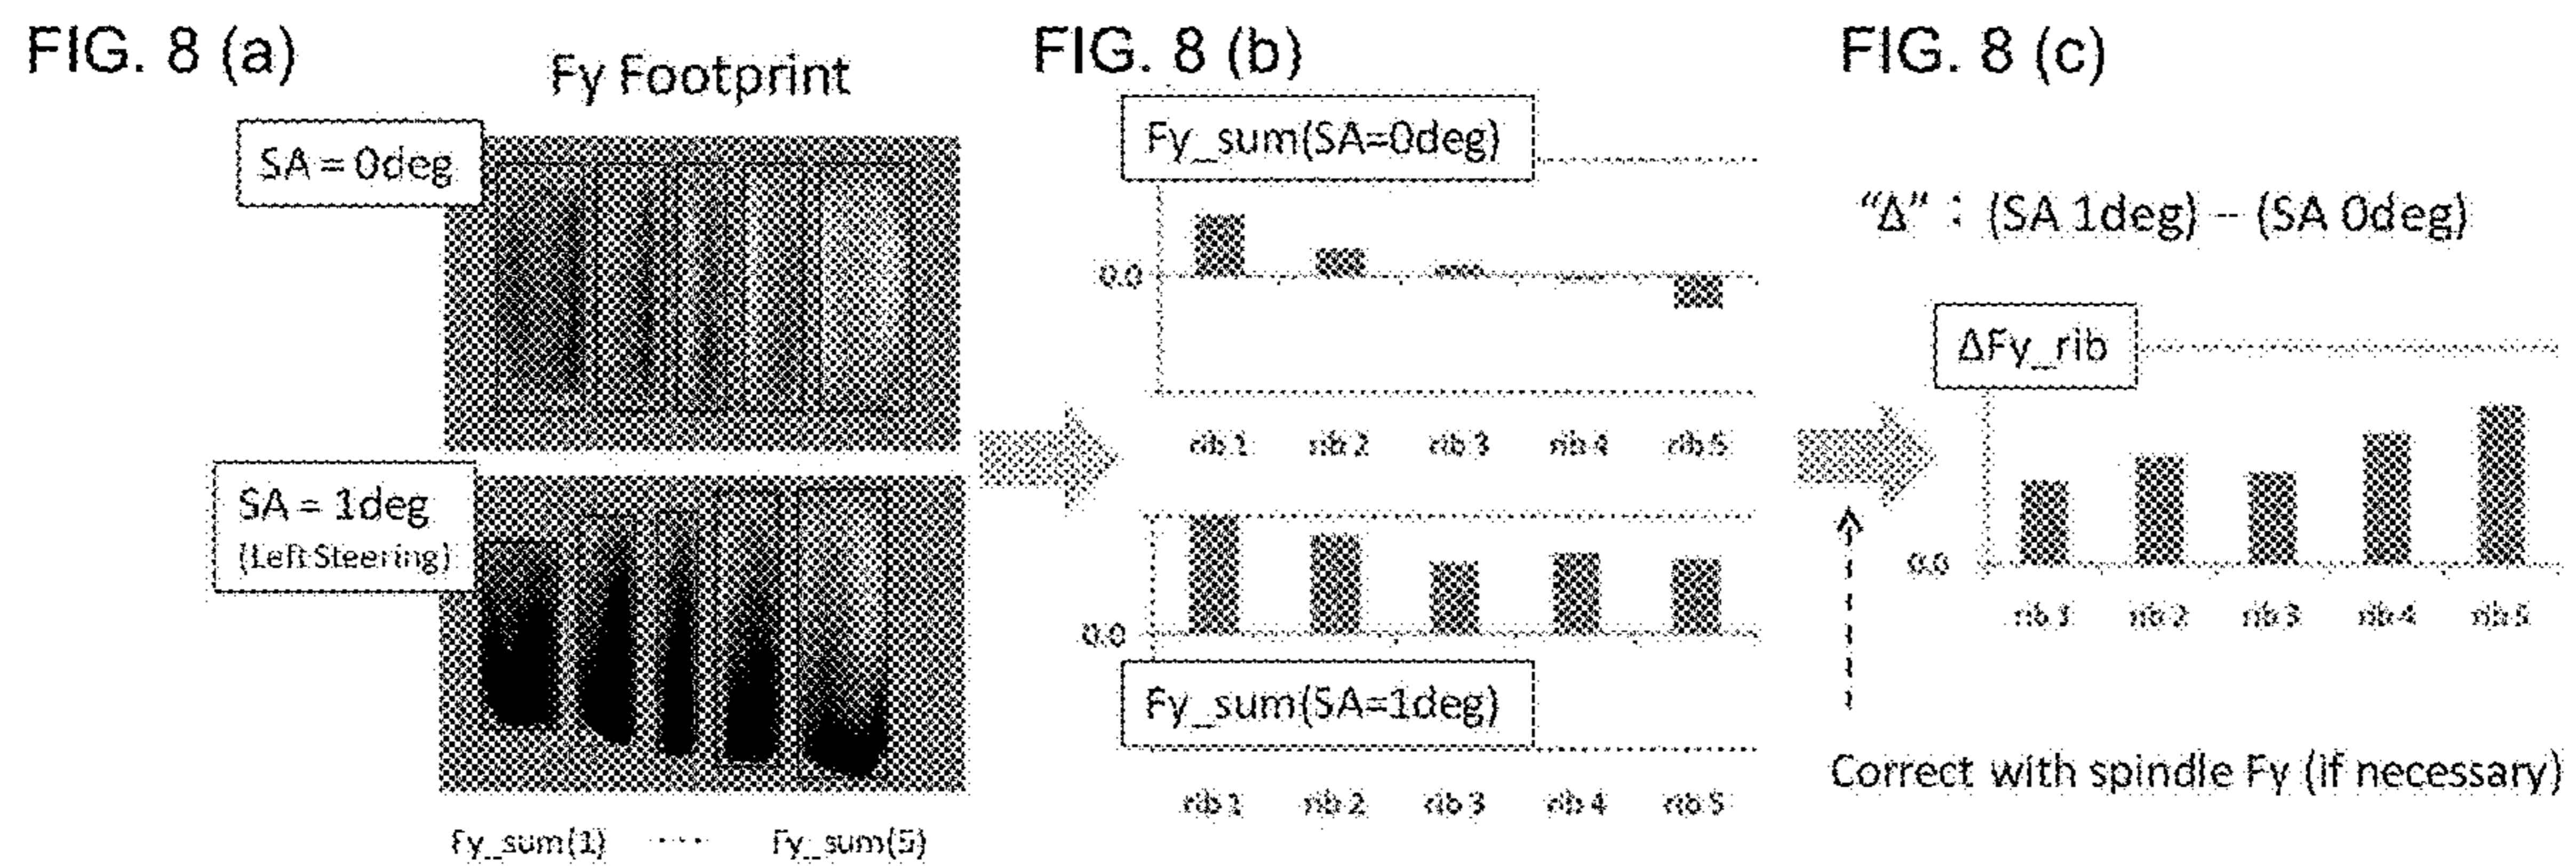 FIG. 8 (a)
Fy Footprint
SA = 0deg
SA = 1deg
(Left Steering)
Fy_sum(1) ···· Fy_sum(5)
FIG. 8 (b)
Fy_sum(SA=0deg)
0.0
rib 1 rib 2 rib 3 rib 4 rib 5
0.0
Fy_sum(SA=1deg)
rib 1 rib 2 rib 3 rib 4 rib 5
FIG. 8 (c)
“Δ” : (SA 1deg) – (SA 0deg)
ΔFy_rib
0.0
rib 1 rib 2 rib 3 rib 4 rib 5
Correct with spindle Fy (if necessary)